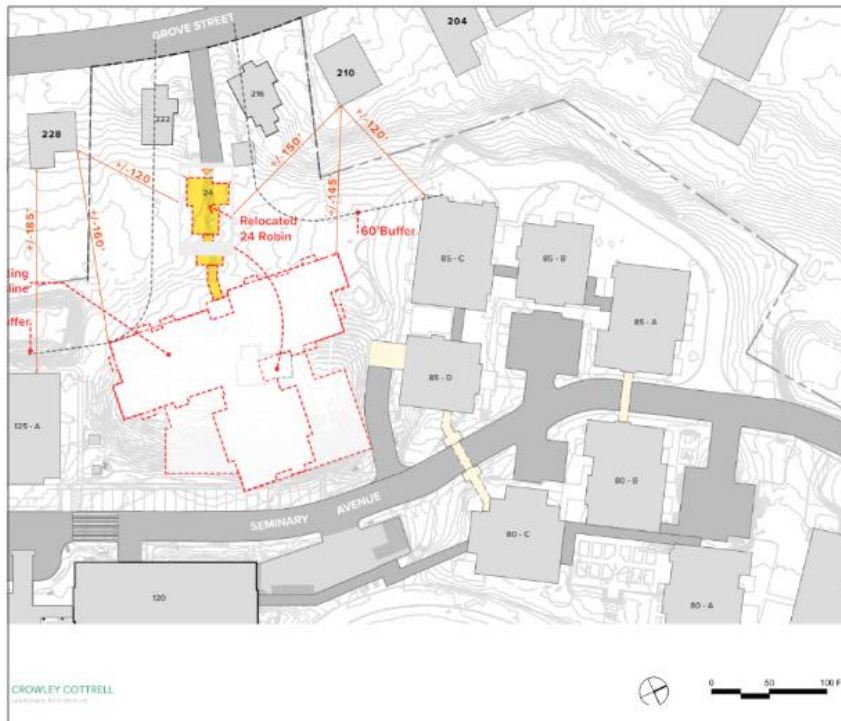 GROVE STREET
204
210
216
222
228
+/-150'
+/-120'
+/-120'
24
+/-145
+/-185
+/-160'
Relocated
24 Robin
60' Buffer
ting
line
uffer
85 - C
85 - B
85 - A
85 - D
125-A
80 - B
SEMINARY AVENUE
80 - C
120
80 - A
CROWLEY COTTRELL
0 50 100 F